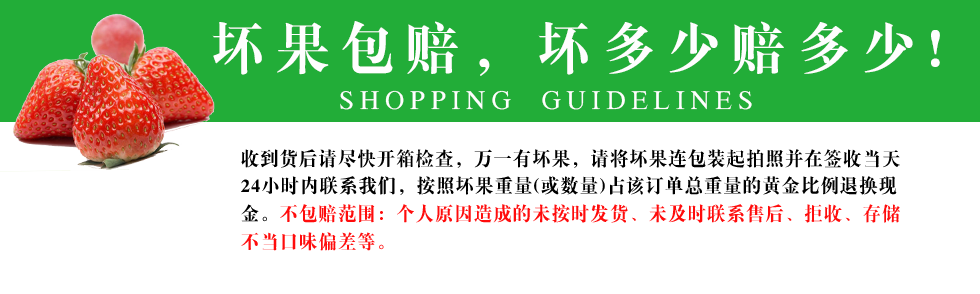 坏果包赔，坏多少赔多少！
SHOPPING GUIDELINES
收到货后请尽快开箱检查，万一有坏果，请将坏果连包装起拍照并在签收当天
24小时内联系我们，按照坏果重量(或数量)占该订单总重量的黄金比例退换现
金。不包赔范围：个人原因造成的未按时发货、未及时联系售后、拒收、存储
不当口味偏差等。